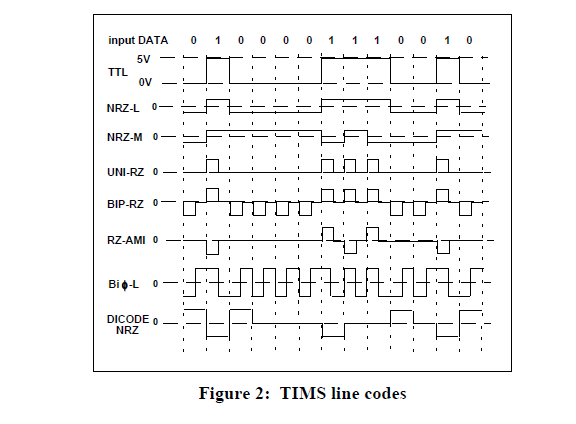 input DATA 0 1 0 0 0 0 1 1 1 0 0 1 0
5V
TTL
0V
NRZ-L 0
NRZ-M 0
UNI-RZ 0
BIP-RZ 0
RZ-AMI 0
Biϕ-L 0
DICODE 0
NRZ
Figure 2: TIMS line codes